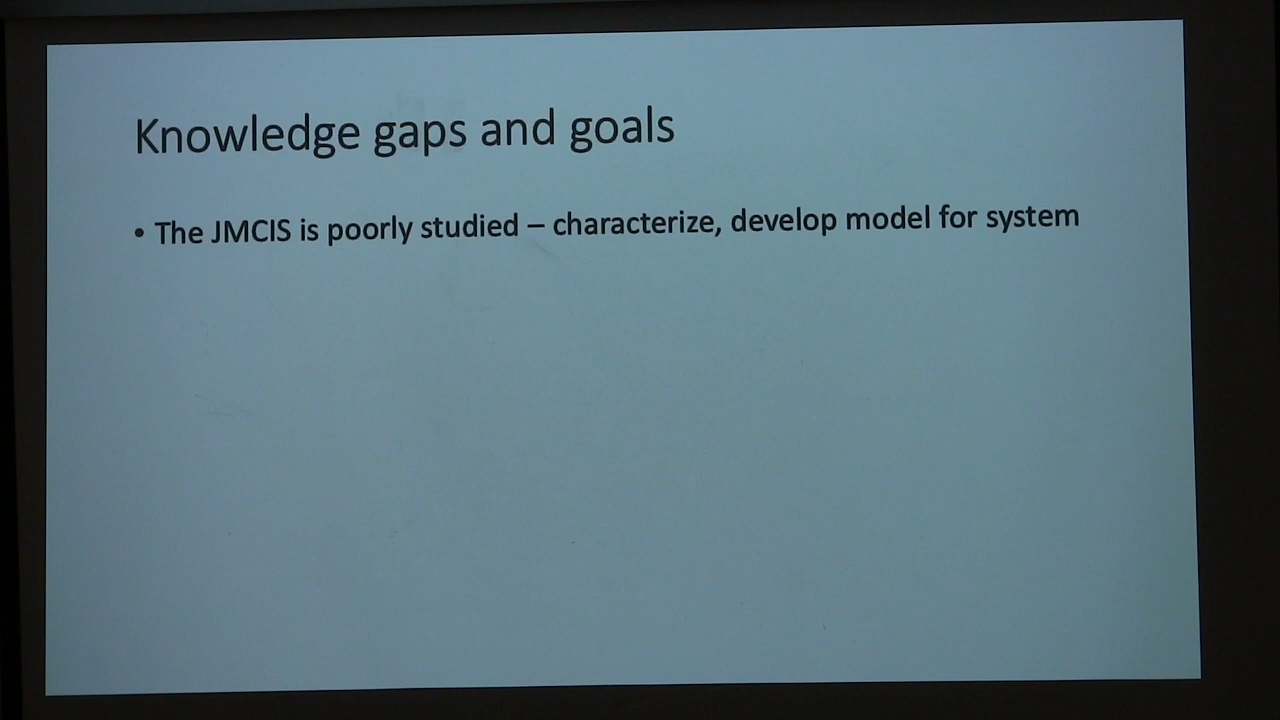 Knowledge gaps and goals
• The JMCIS is poorly studied – characterize, develop model for system